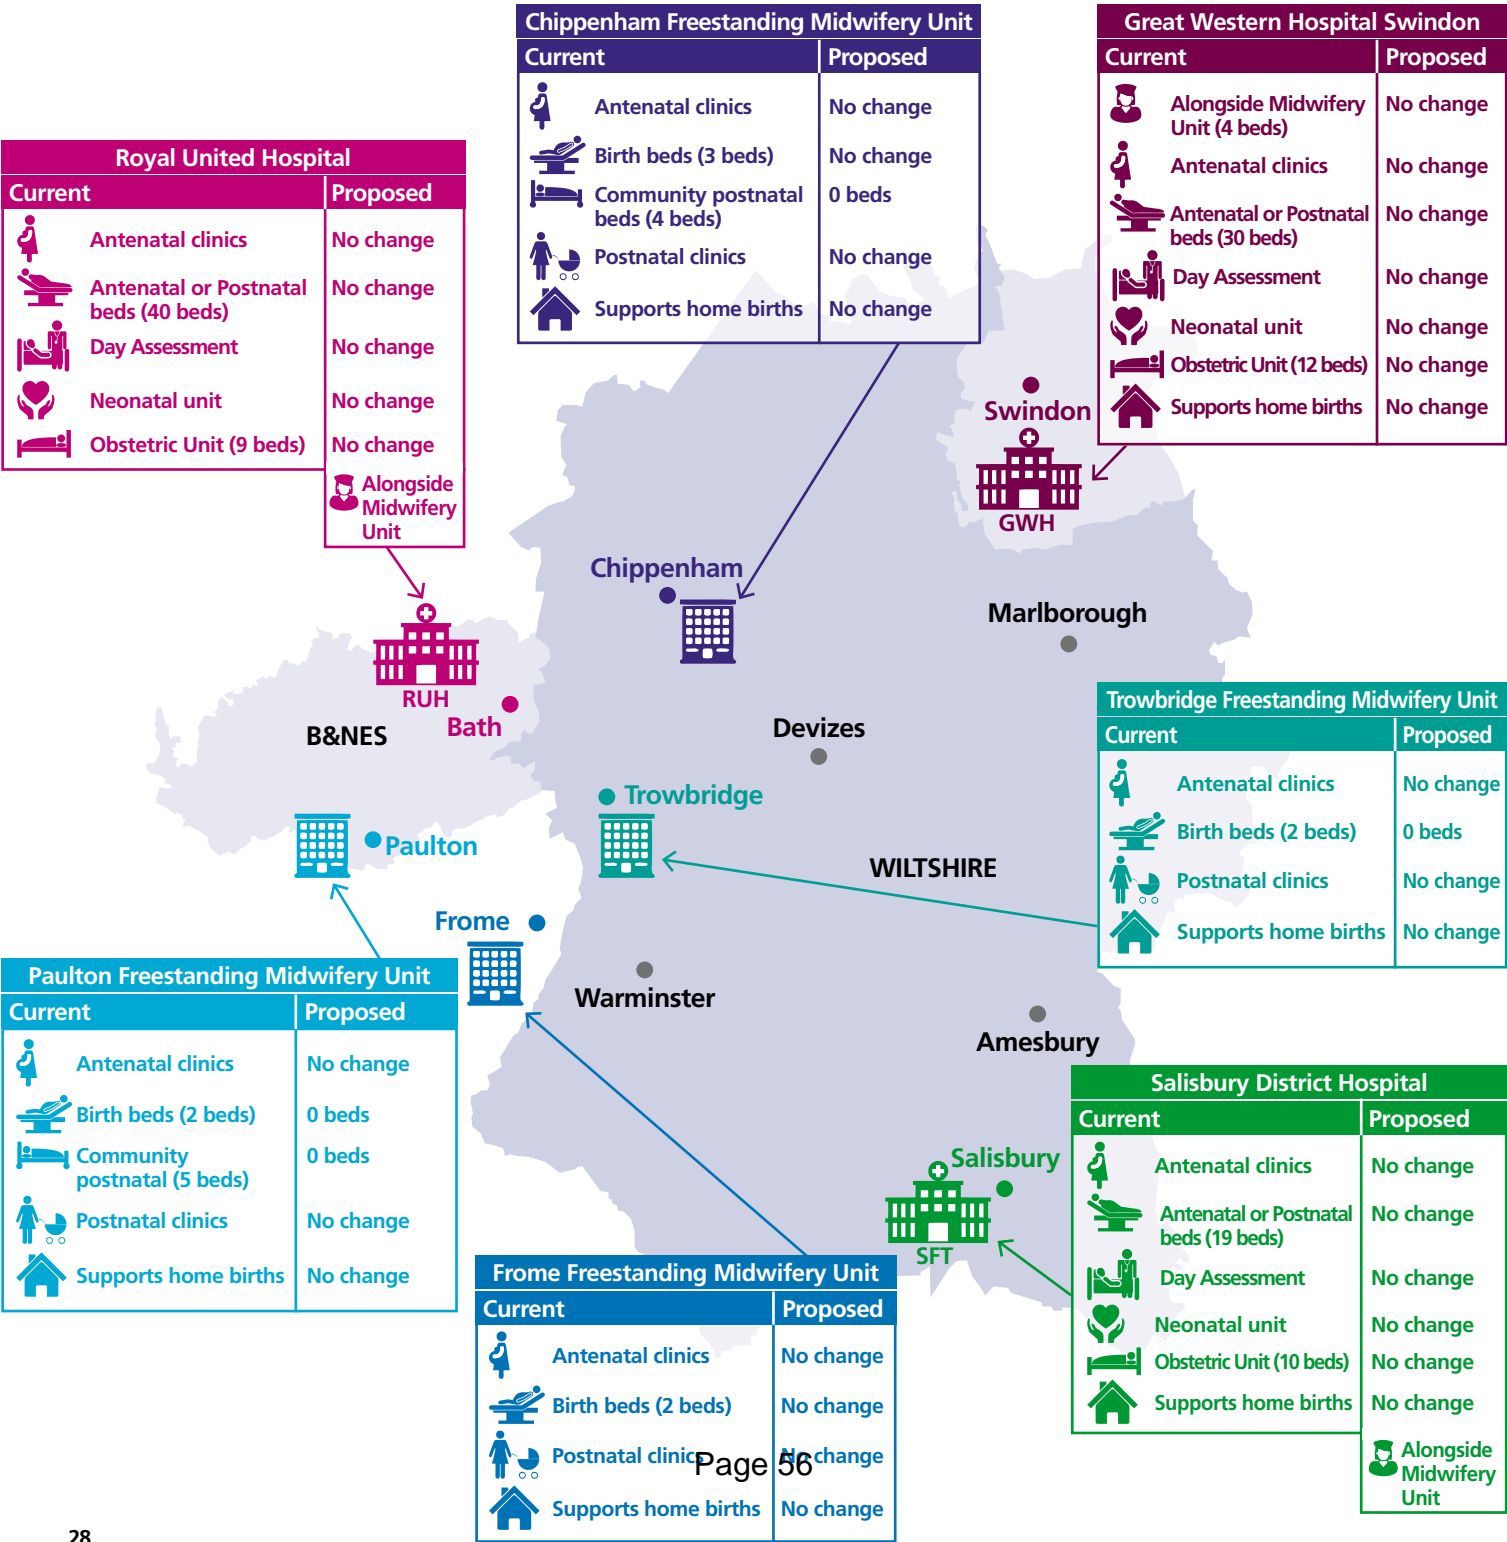 Chippenham Freestanding Midwifery Unit
Current Proposed
Antenatal clinics No change
Birth beds (3 beds) No change
Community postnatal 0 beds
beds (4 beds)
Postnatal clinics No change
Supports home births No change
Great Western Hospital Swindon
Current Proposed
Alongside Midwifery No change
Unit (4 beds)
Antenatal clinics No change
Antenatal or Postnatal No change
beds (30 beds)
Day Assessment No change
Neonatal unit No change
Obstetric Unit (12 beds) No change
Supports home births No change
Royal United Hospital
Current Proposed
Antenatal clinics No change
Antenatal or Postnatal No change
beds (40 beds)
Day Assessment No change
Neonatal unit No change
Obstetric Unit (9 beds) No change
Alongside
Midwifery
Unit
Swindon
GWH
Chippenham
Marlborough
RUH
Bath
B&NES
Devizes
Trowbridge
Paulton
WILTSHIRE
Frome
Warminster
Amesbury
Salisbury
SFT
Trowbridge Freestanding Midwifery Unit
Current Proposed
Antenatal clinics No change
Birth beds (2 beds) 0 beds
Postnatal clinics No change
Supports home births No change
Paulton Freestanding Midwifery Unit
Current Proposed
Antenatal clinics No change
Birth beds (2 beds) 0 beds
Community 0 beds
postnatal (5 beds)
Postnatal clinics No change
Supports home births No change
Salisbury District Hospital
Current Proposed
Antenatal clinics No change
Antenatal or Postnatal No change
beds (19 beds)
Day Assessment No change
Neonatal unit No change
Obstetric Unit (10 beds) No change
Supports home births No change
Alongside
Midwifery
Unit
Frome Freestanding Midwifery Unit
Current Proposed
Antenatal clinics No change
Birth beds (2 beds) No change
Postnatal clinics No change
Supports home births No change
Page 56
28